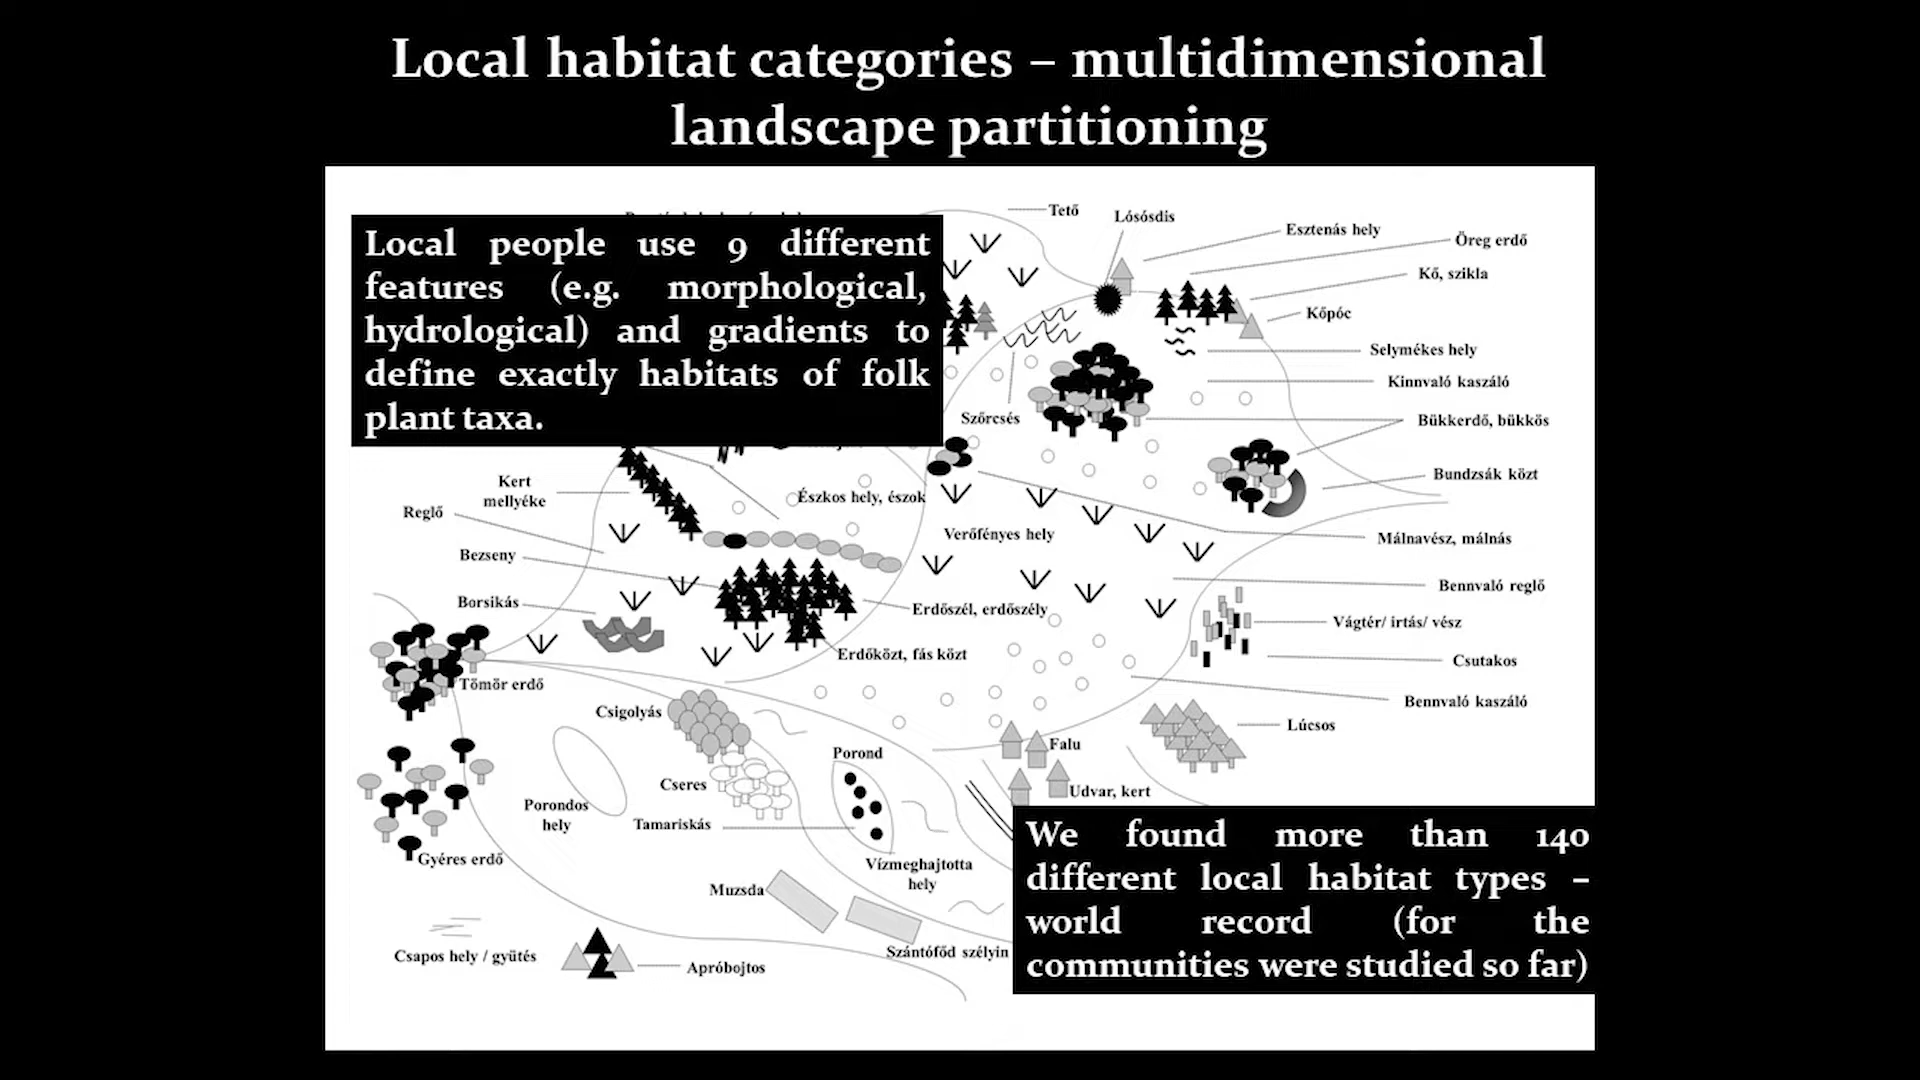 Local habitat categories – multidimensional
landscape partitioning
Local people use 9 different
features (e.g. morphological,
hydrological) and gradients to
define exactly habitats of folk
plant taxa.
Tető
Lósósdis
Esztenás hely
Öreg erdő
Kő, szikla
Kőpóc
Selymékes hely
Kinnvaló kaszáló
Szőrcsés
Bükkerdő, bükkös
Bundzsák közt
Kert
mellyéke
Észkos hely, észok
Reglő
Verőfényes hely
Málnavész, málnás
Bezseny
Bennvaló reglő
Borsikás
Erdőszél, erdőszély
Vágtér/ irtás/ vész
Erdőközt, fás közt
Csutakos
Tömör erdő
Bennvaló kaszáló
Csigolyás
Lúcsos
Falu
Porond
Cseres
Udvar, kert
Porondos
hely
Tamariskás
Gyéres erdő
Vízmeghajtotta
hely
Muzsda
Szántófőd szélyin
Csapos hely / gyütés
Apróbojtos
We found more than 140
different local habitat types –
world record (for the
communities were studied so far)